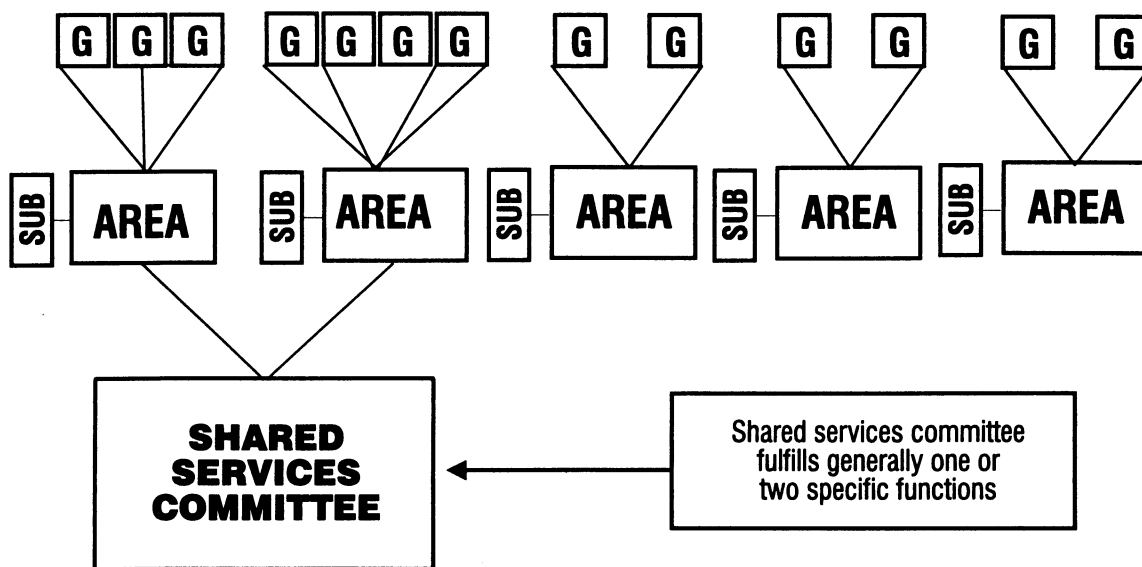 G G G G G G G G G G G G G
SUB AREA SUB AREA SUB AREA SUB AREA SUB AREA
SHARED
SERVICES
COMMITTEE
Shared services committee
fulfills generally one or
two specific functions